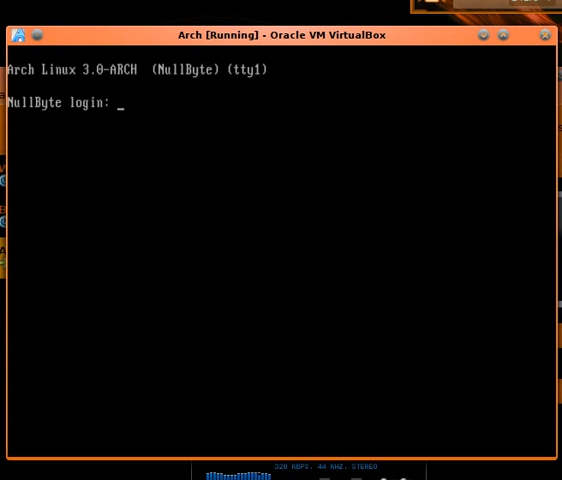 Arch [Running] - Oracle VM VirtualBox
Arch Linux 3.0-ARCH  (NullByte) (tty1)
NullByte login: _
320 KBPS, 44 KHZ, STEREO